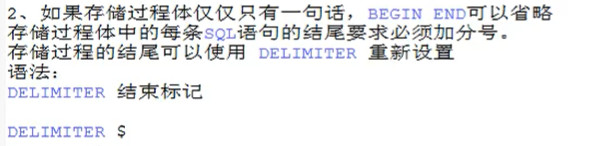 2、如果存储过程体仅仅只有一句话，BEGIN END可以省略
存储过程体中的每条SQL语句的结尾要求必须加分号。
存储过程的结尾可以使用 DELIMITER 重新设置
语法：
DELIMITER 结束标记
DELIMITER $